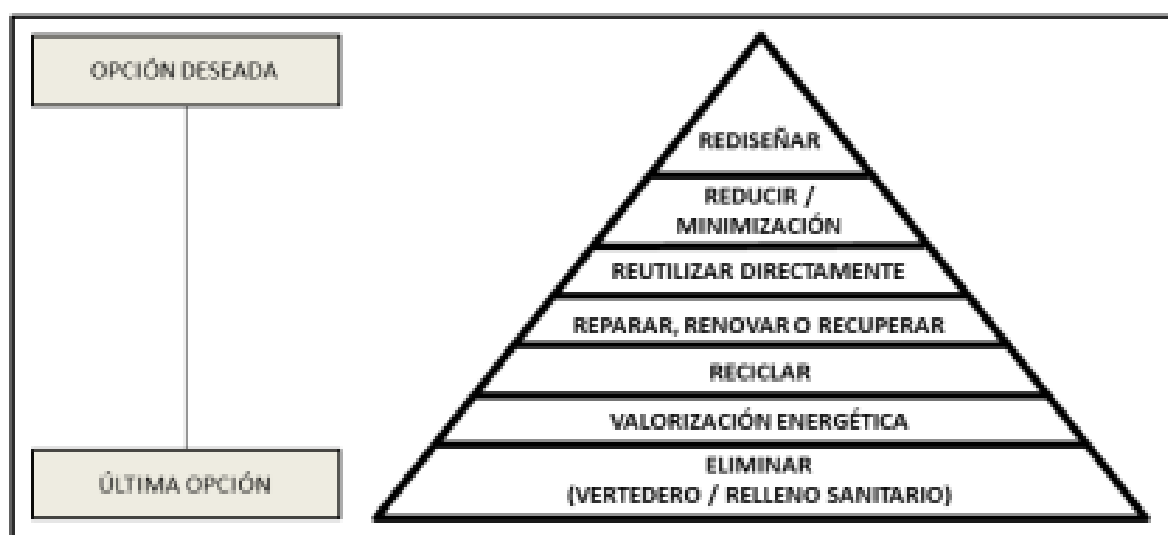 OPCIÓN DESEADA
REDISEÑAR
REDUCIR /
MINIMIZACIÓN
REUTILIZAR DIRECTAMENTE
REPARAR, RENOVAR O RECUPERAR
RECICLAR
VALORIZACIÓN ENERGÉTICA
ELIMINAR
(VERTEDERO / RELLENO SANITARIO)
ÚLTIMA OPCIÓN